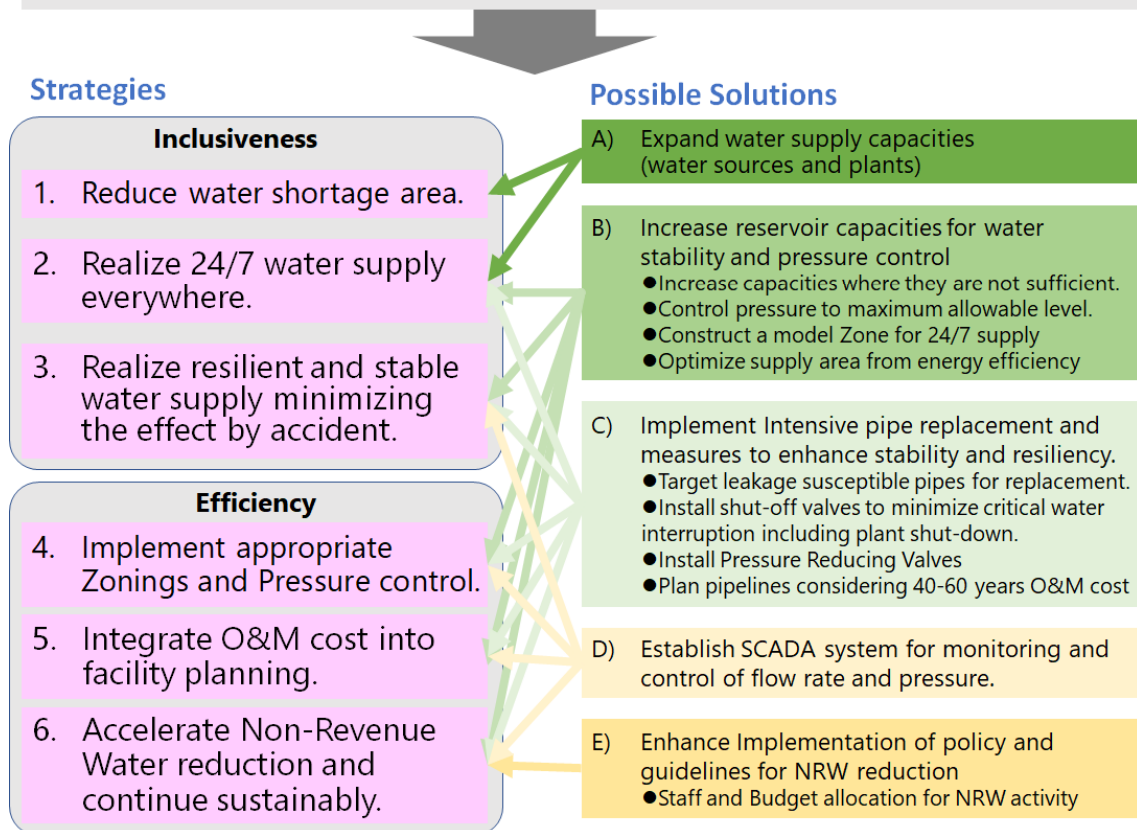 Strategies
Inclusiveness
1. Reduce water shortage area.
2. Realize 24/7 water supply
everywhere.
3. Realize resilient and stable
water supply minimizing
the effect by accident.
Efficiency
4. Implement appropriate
Zonings and Pressure control.
5. Integrate O&M cost into
facility planning.
6. Accelerate Non-Revenue
Water reduction and
continue sustainably.
Possible Solutions
A) Expand water supply capacities
(water sources and plants)
B) Increase reservoir capacities for water
stability and pressure control
●Increase capacities where they are not sufficient.
●Control pressure to maximum allowable level.
●Construct a model Zone for 24/7 supply
●Optimize supply area from energy efficiency
C) Implement Intensive pipe replacement and
measures to enhance stability and resiliency.
●Target leakage susceptible pipes for replacement.
●Install shut-off valves to minimize critical water
interruption including plant shut-down.
●Install Pressure Reducing Valves
●Plan pipelines considering 40-60 years O&M cost
D) Establish SCADA system for monitoring and
control of flow rate and pressure.
E) Enhance Implementation of policy and
guidelines for NRW reduction
●Staff and Budget allocation for NRW activity